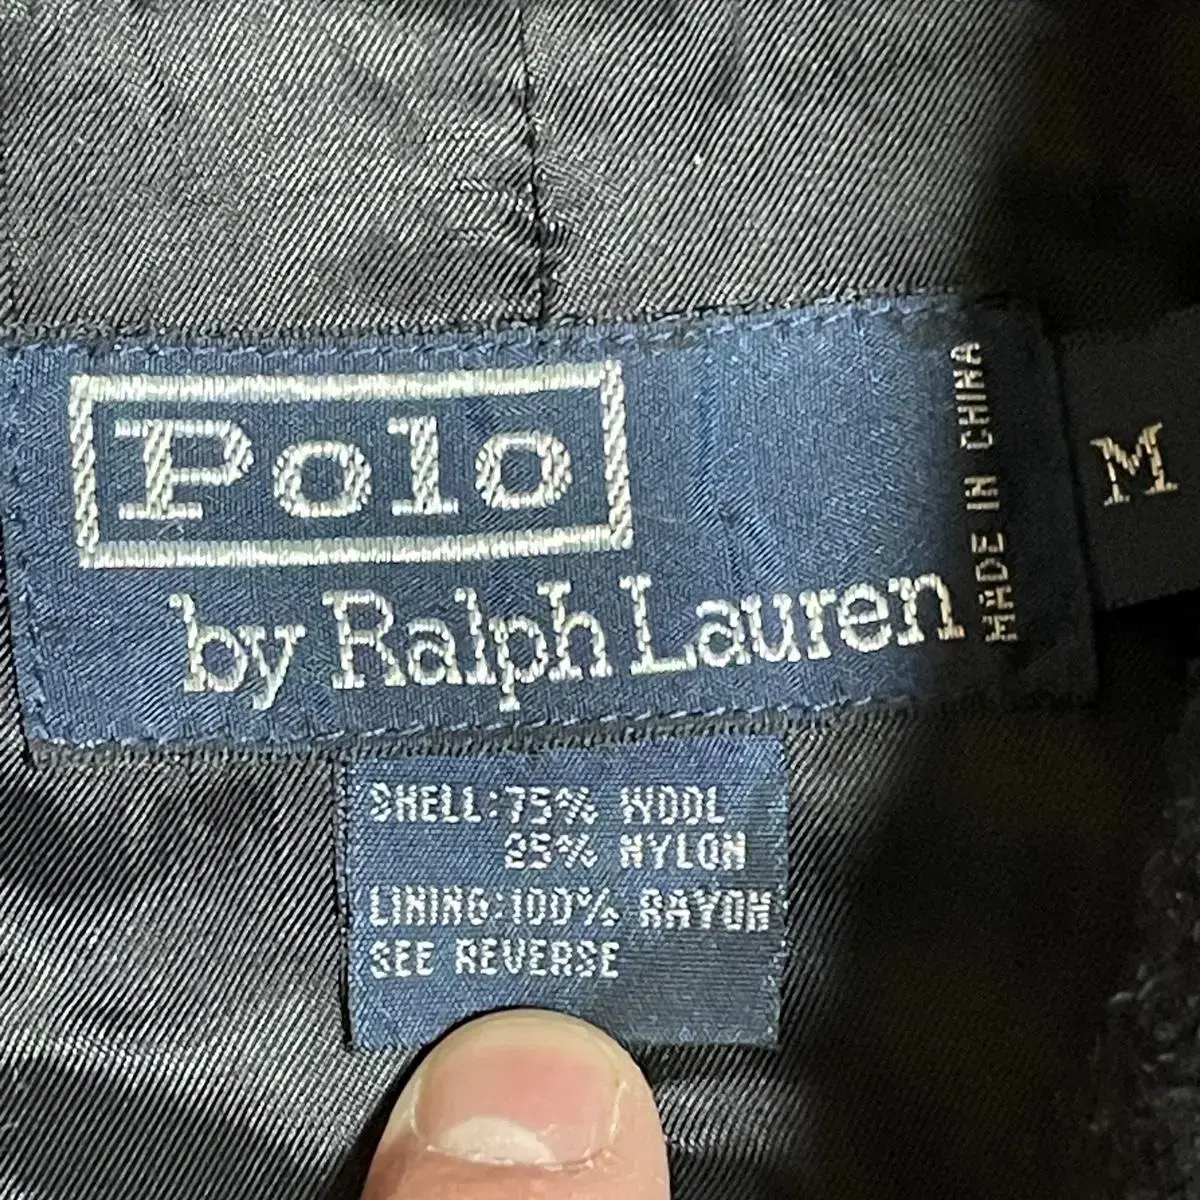 Polo
by Ralph Lauren
MADE IN CHINA
M
SHELL:75% WOOL
25% NYLON
LINING:100% RAYON
SEE REVERSE